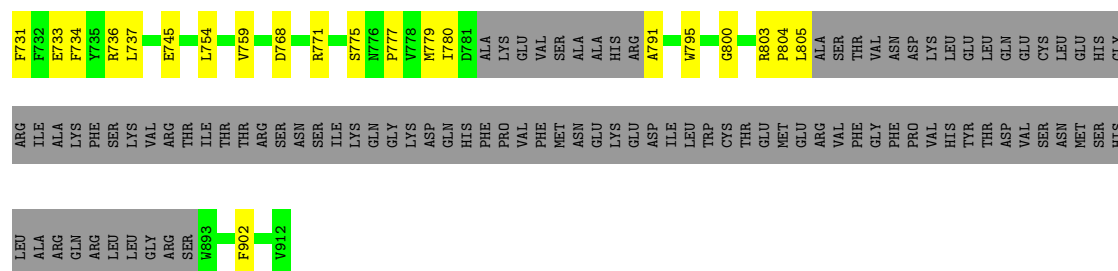 F731 F732 E733 F734 Y735 R736 L737 E745 L754 V759 D768 R771 S775 N776 P777 V778 M779 I780 D781 ALA LYS GLU VAL SER ALA ALA HIS ARG A791 W795 G800 R803 P804 L805 ALA SER THR VAL ASN ASP LYS LEU GLU LEU GLN GLU CYS LEU GLU HIS GLY
ARG ILE ALA LYS PHE SER LYS VAL ARG THR ILE THR THR ARG SER ASN SER ILE LYS GLN GLY LYS ASP GLN HIS PHE PRO VAL PHE MET ASN GLU LYS GLU ASP ILE LEU TRP CYS THR GLU MET GLU ARG VAL PHE GLY PHE PRO VAL HIS TYR THR ASP VAL SER ASN MET SER HIS
LEU ALA ARG GLN ARG LEU LEU GLY ARG SER W893 F902 V912